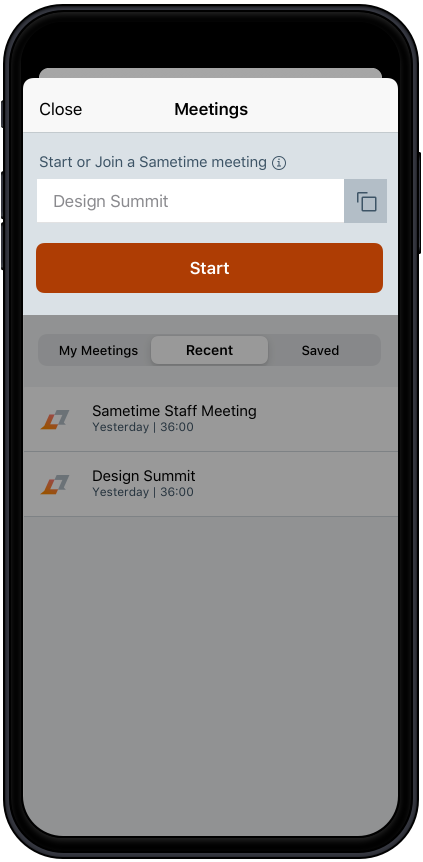 Close
Meetings
Start or Join a Sametime meeting
Design Summit
Start
My Meetings
Recent
Saved
Sametime Staff Meeting
Yesterday | 36:00
Design Summit
Yesterday | 36:00